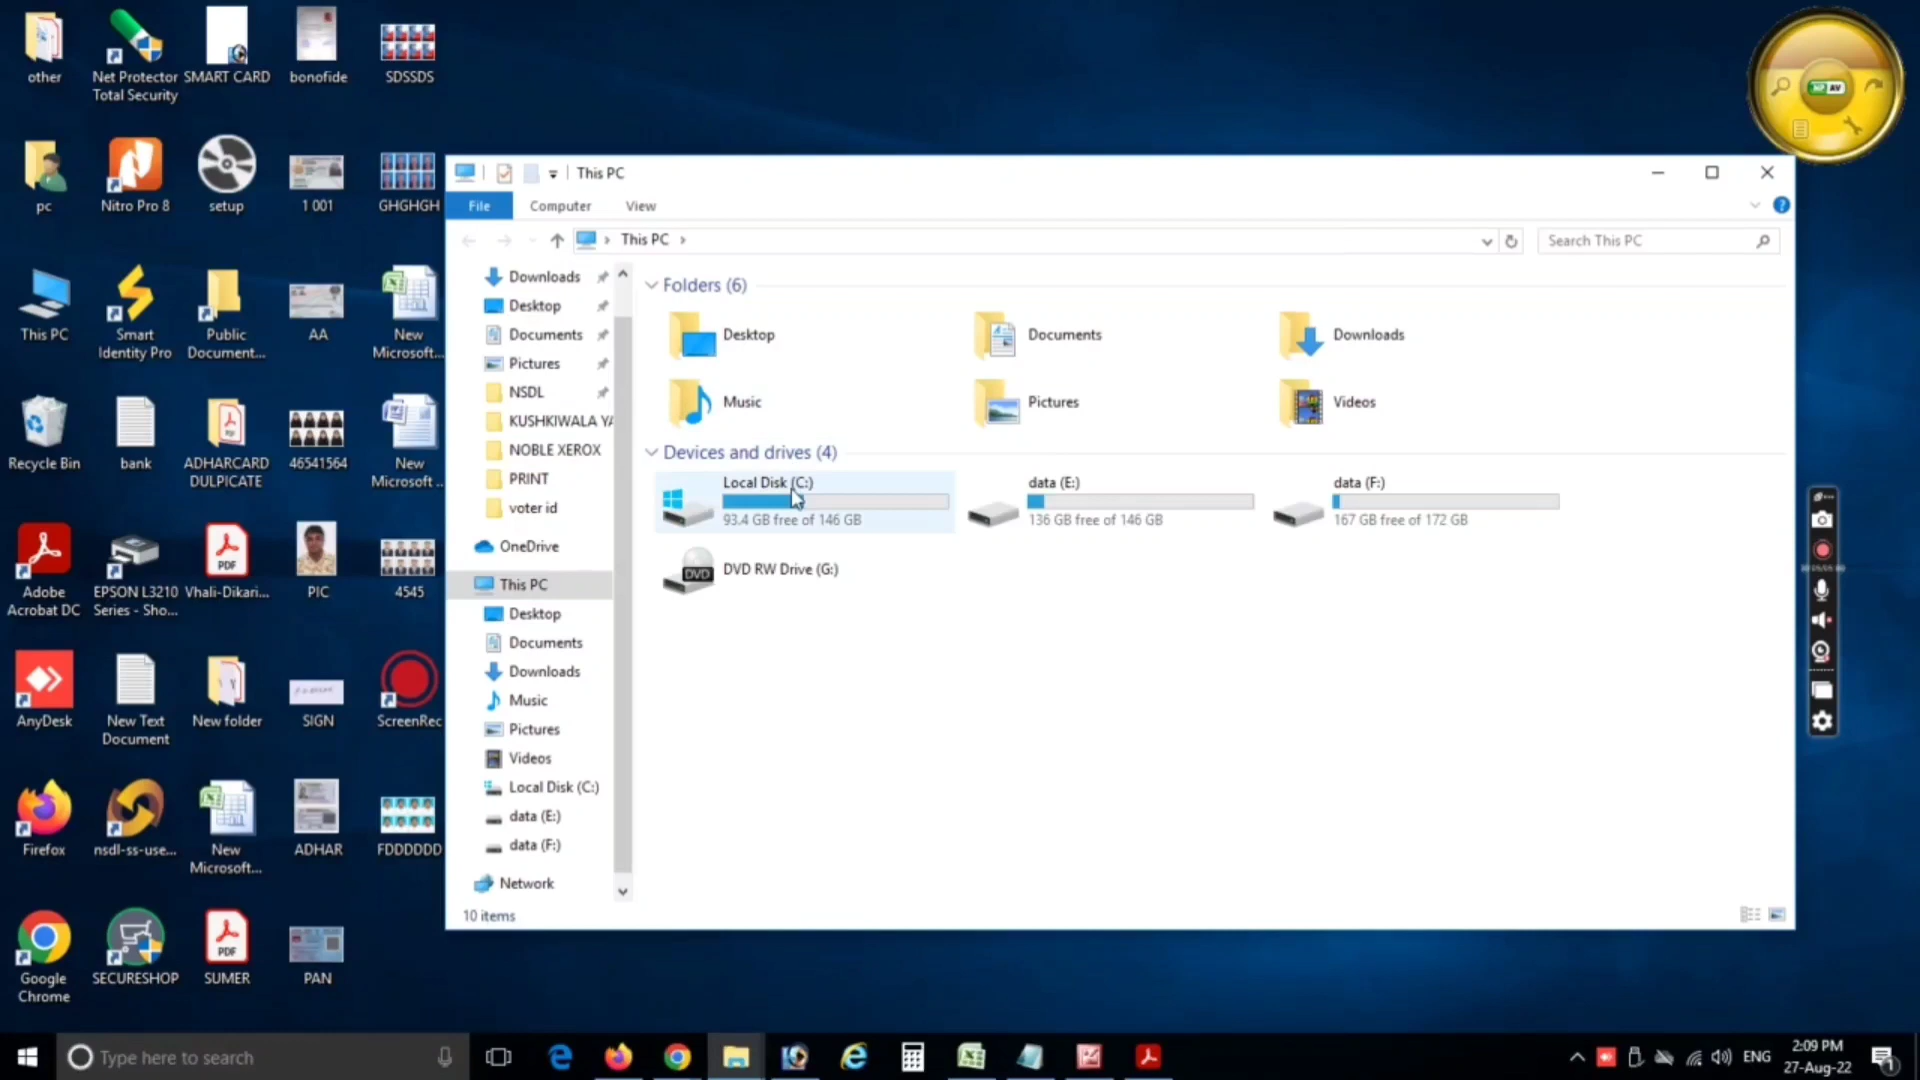 other
Net Protector
Total Security
SMART CARD
bonofide
SDSSDS
pc
Nitro Pro 8
setup
1 001
GHGHGH
This PC
Smart
Identity Pro
Public
Document...
AA
New
Microsoft...
Recycle Bin
bank
ADHARCARD
DULPICATE
46541564
New
Microsoft ..
Adobe
Acrobat DC
EPSON L3210
Series - Sho...
PDF
Vhali-Dikari...
PIC
4545
AnyDesk
New Text
Document
New folder
SIGN
ScreenRec
Firefox
nsdl-ss-use...
New
Microsoft...
ADHAR
FDDDDDD
Google
Chrome
SECURESHOP
PDF
SUMER
PAN
This PC
File
Computer
View
This PC
Search This PC
Downloads
Desktop
Documents
Pictures
NSDL
KUSHKIWALA YA
NOBLE XEROX
PRINT
voter id
OneDrive
This PC
Desktop
Documents
Downloads
Music
Pictures
Videos
Local Disk (C:)
data (E:)
data (F:)
Network
10 items
Folders (6)
Desktop
Documents
Downloads
Music
Pictures
Videos
Devices and drives (4)
Local Disk (C:)
93.4 GB free of 146 GB
data (E:)
136 GB free of 146 GB
data (F:)
167 GB free of 172 GB
DVD
DVD RW Drive (G:)
Type here to search
ENG
2:09 PM
27-Aug-22